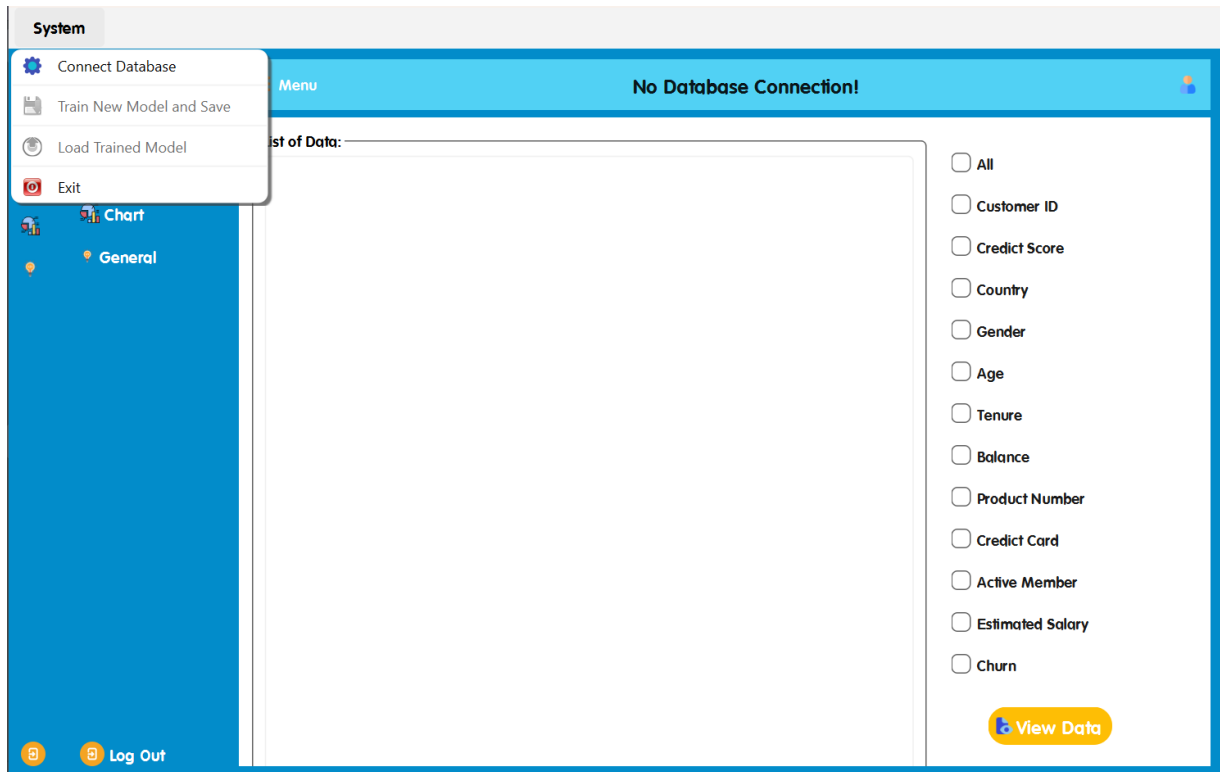 System
Connect Database
Train New Model and Save
Load Trained Model
Exit
Menu
No Database Connection!
ist of Data:
Chart
General
Log Out
All
Customer ID
Credict Score
Country
Gender
Age
Tenure
Balance
Product Number
Credict Card
Active Member
Estimated Salary
Churn
View Data